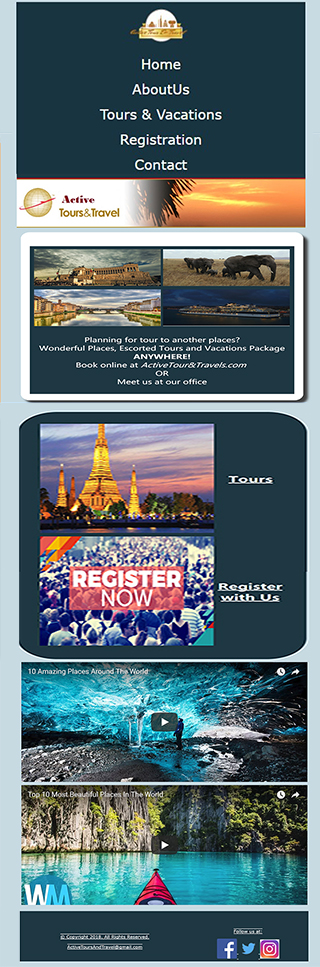 Active Tour & Travel
Home
AboutUs
Tours & Vacations
Registration
Contact
Active
Tours&Travel
Planning for tour to another places?
Wonderful Places, Escorted Tours and Vacations Package
ANYWHERE!
Book online at ActiveTour&Travels.com
OR
Meet us at our office
Tours
REGISTER
NOW
Register
with Us
10 Amazing Places Around The World
Top 10 Most Beautiful Places In The World
WM
© Copyright 2018. All Rights Reserved.
ActiveToursAndTravel@gmail.com
Follow us at: